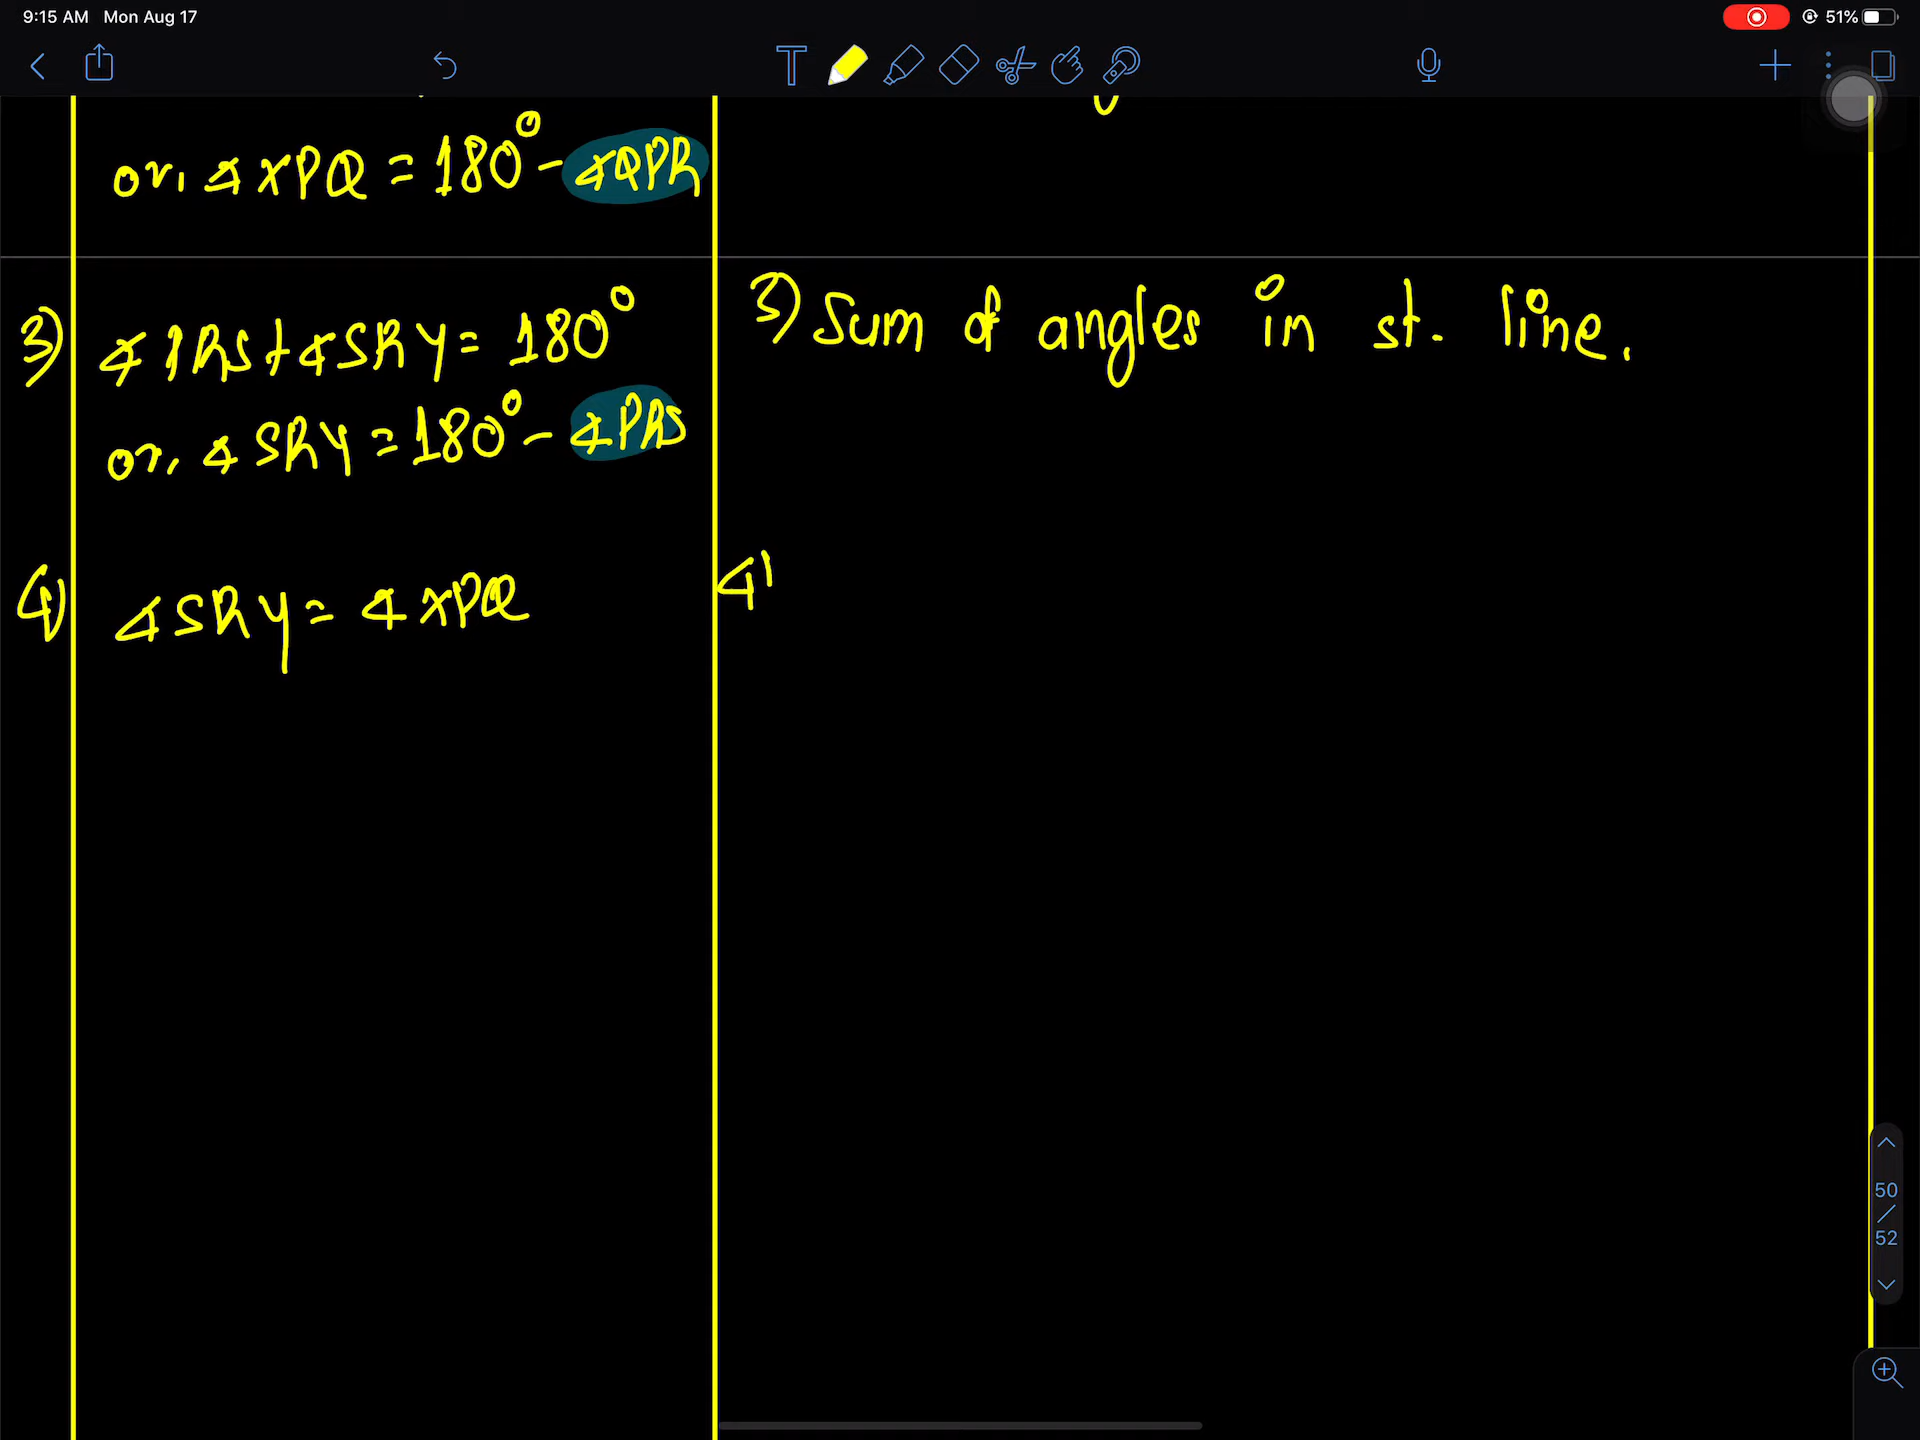 9:15 AM Mon Aug 17
51%
or, ∡XPQ = 180° - ∡QPR
3) ∡PRS + ∡SRY = 180°
or, ∡SRY = 180° - ∡PRS
3) Sum of angles in st. line.
4) ∡SRY = ∡XPQ
4)
50
/
52